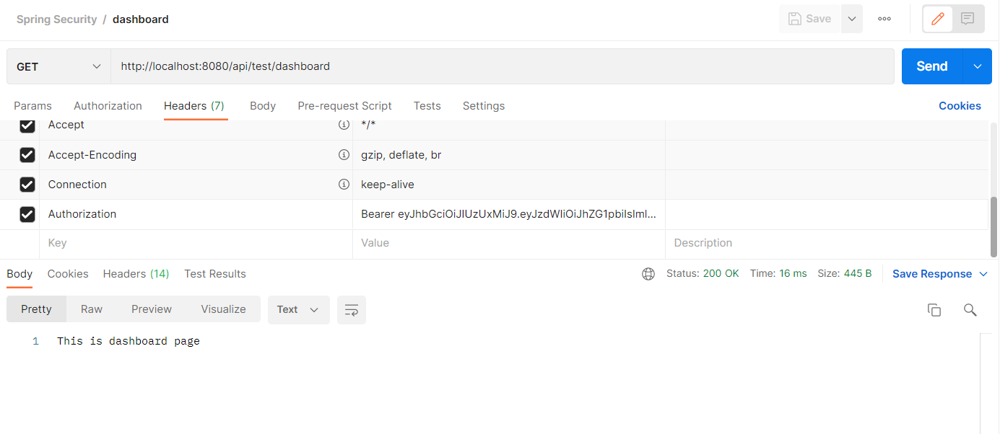 Spring Security / dashboard
Save
GET
http://localhost:8080/api/test/dashboard
Send
Params Authorization Headers (7) Body Pre-request Script Tests Settings Cookies
Accept */*
Accept-Encoding gzip, deflate, br
Connection keep-alive
Authorization Bearer eyJhbGciOiJIUzUxMiJ9.eyJzdWIiOiJhZG1pbiIsIml...
Key Value Description
Body Cookies Headers (14) Test Results Status: 200 OK Time: 16 ms Size: 445 B Save Response
Pretty Raw Preview Visualize Text
1 This is dashboard page